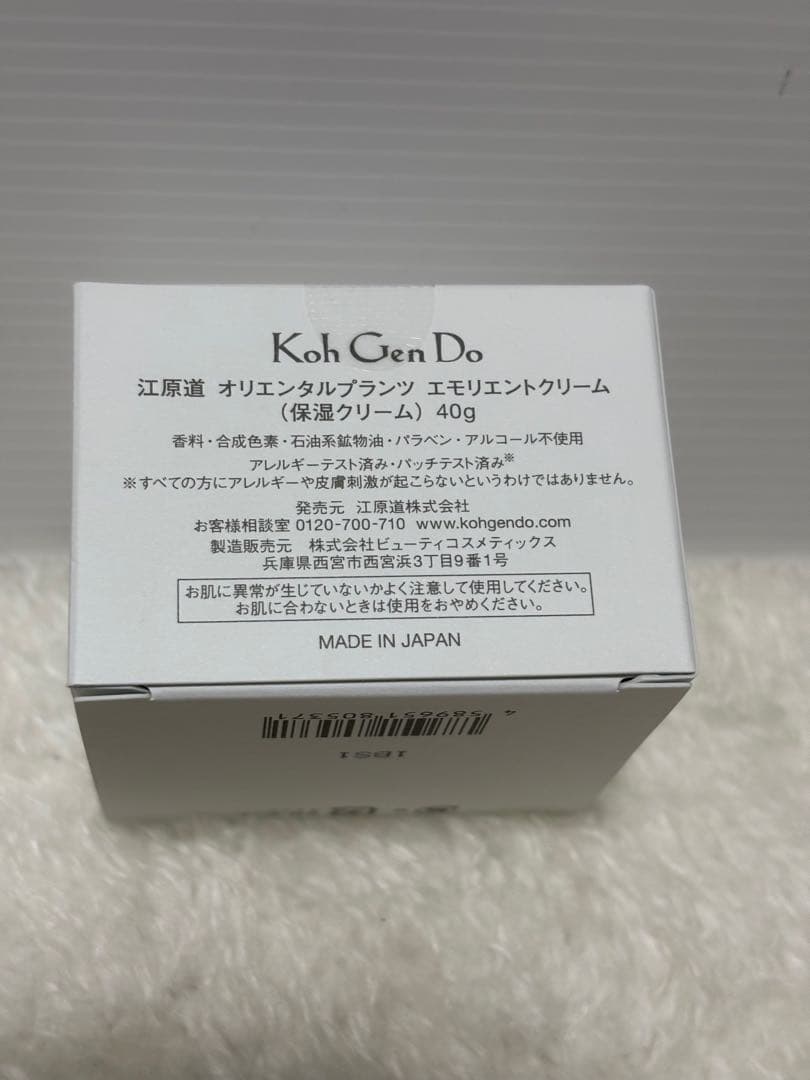 Koh Gen Do
江原道 オリエンタルプランツ エモリエントクリーム
（保湿クリーム）40g
香料・合成色素・石油系鉱物油・パラベン・アルコール不使用
アレルギーテスト済み・パッチテスト済み※
※すべての方にアレルギーや皮膚刺激が起こらないというわけではありません。
発売元 江原道株式会社
お客様相談室 0120-700-710 www.kohgendo.com
製造販売元 株式会社ビューティコスメティックス
兵庫県西宮市西宮浜3丁目9番1号
お肌に異常が生じていないかよく注意して使用してください。
お肌に合わないときは使用をおやめください。
MADE IN JAPAN
4 589651 805371
1BS1